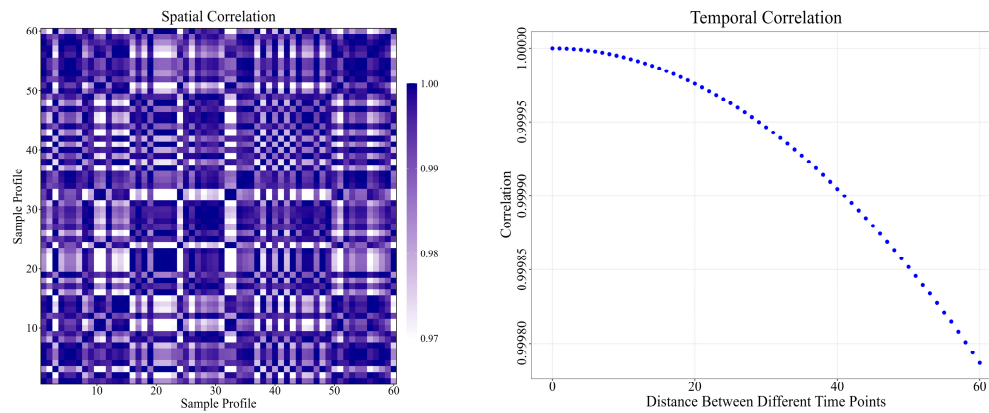 Spatial Correlation
60
50
40
30
20
10
Sample Profile
10 20 30 40 50 60
Sample Profile
1.00
0.99
0.98
0.97
Temporal Correlation
1.00000
0.99995
0.99990
0.99985
0.99980
Correlation
0 20 40 60
Distance Between Different Time Points